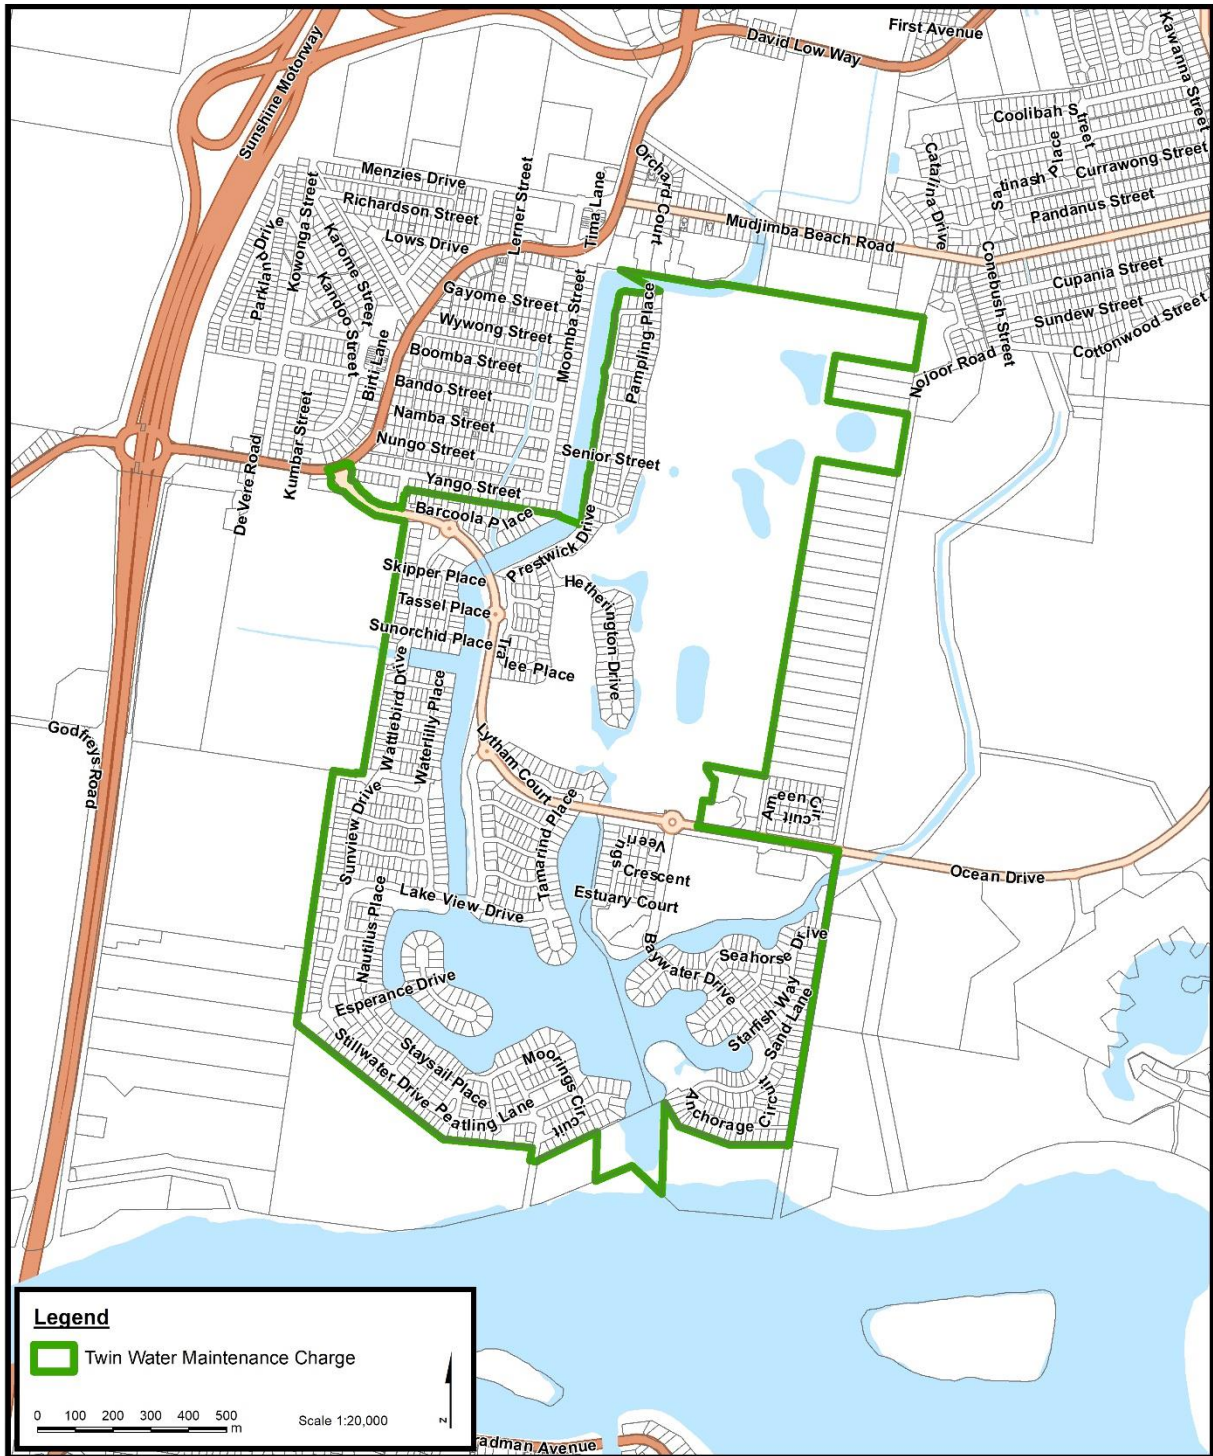 First Avenue
David Low Way
Kawanna Street
Sunshine Motorway
Coolibah Street
Currawong Street
Tinash Place
Pandanus Street
Sas
Catalina Drive
Orchard Court
Menzies Drive
Lerner Street
Tima Lane
Richardson Street
Mudjimba Beach Road
Kowonga Street
Parkland Drive
Karome Street
Lows Drive
Conebush Street
Cupania Street
Kandoo Street
Gayome Street
Moomba Street
Pampling Place
Sundew Street
Cottonwood Street
Wywong Street
Birti Lane
Boomba Street
Nojoor Road
Bando Street
Namba Street
Kumbar Street
Nungo Street
Senior Street
De Vere Road
Yango Street
Barcoola Place
Prestwick Drive
Skipper Place
Hetherington Drive
Tassel Place
Sunorchid Place
Tralee Place
Wattlebird Drive
Waterlilly Place
Godfreys Road
Lytham Court
Sunview Drive
Tamarind Place
Ameen Circuit
Veerings Crescent
Ocean Drive
Lake View Drive
Estuary Court
Nautilus Place
Baywater Drive
Seahorse Drive
Esperance Drive
Starfish Way
Sand Lane
Stillwater Drive
Staysail Place
Moorings Circuit
Peatling Lane
Anchorage Circuit
Legend
Twin Water Maintenance Charge
0 100 200 300 400 500
m
Scale 1:20,000
z
radman Avenue